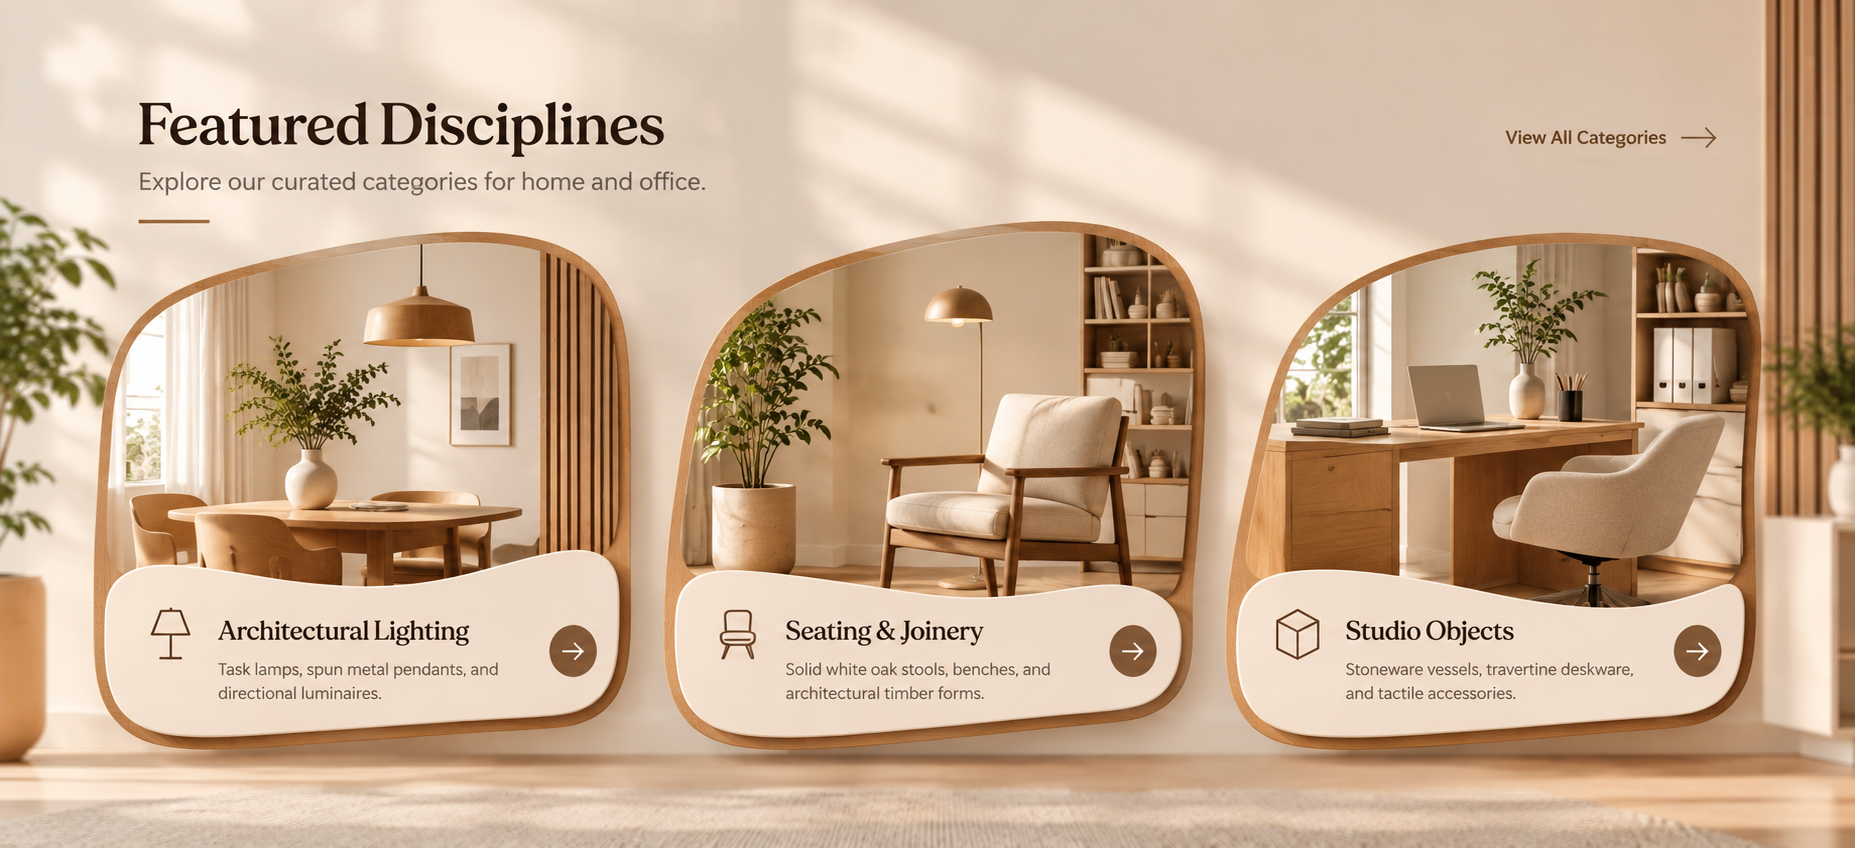 Featured Disciplines
Explore our curated categories for home and office.
View All Categories
Architectural Lighting
Task lamps, spun metal pendants, and
directional luminaires.
Seating & Joinery
Solid white oak stools, benches, and
architectural timber forms.
Studio Objects
Stoneware vessels, travertine deskware,
and tactile accessories.